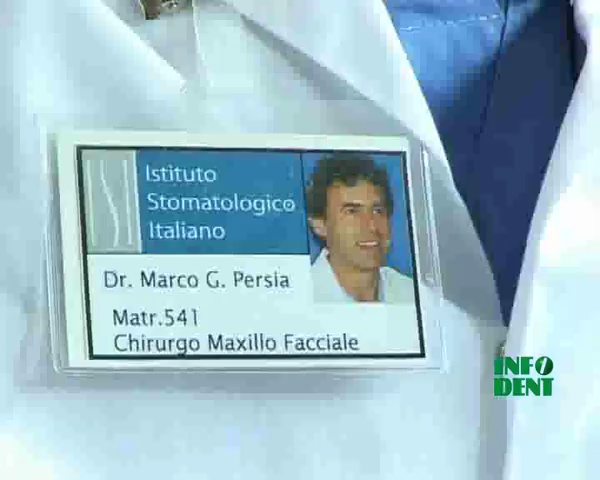 Istituto
Stomatologico
Italiano
Dr. Marco G. Persia
Matr.541
Chirurgo Maxillo Facciale
INFO
DENT